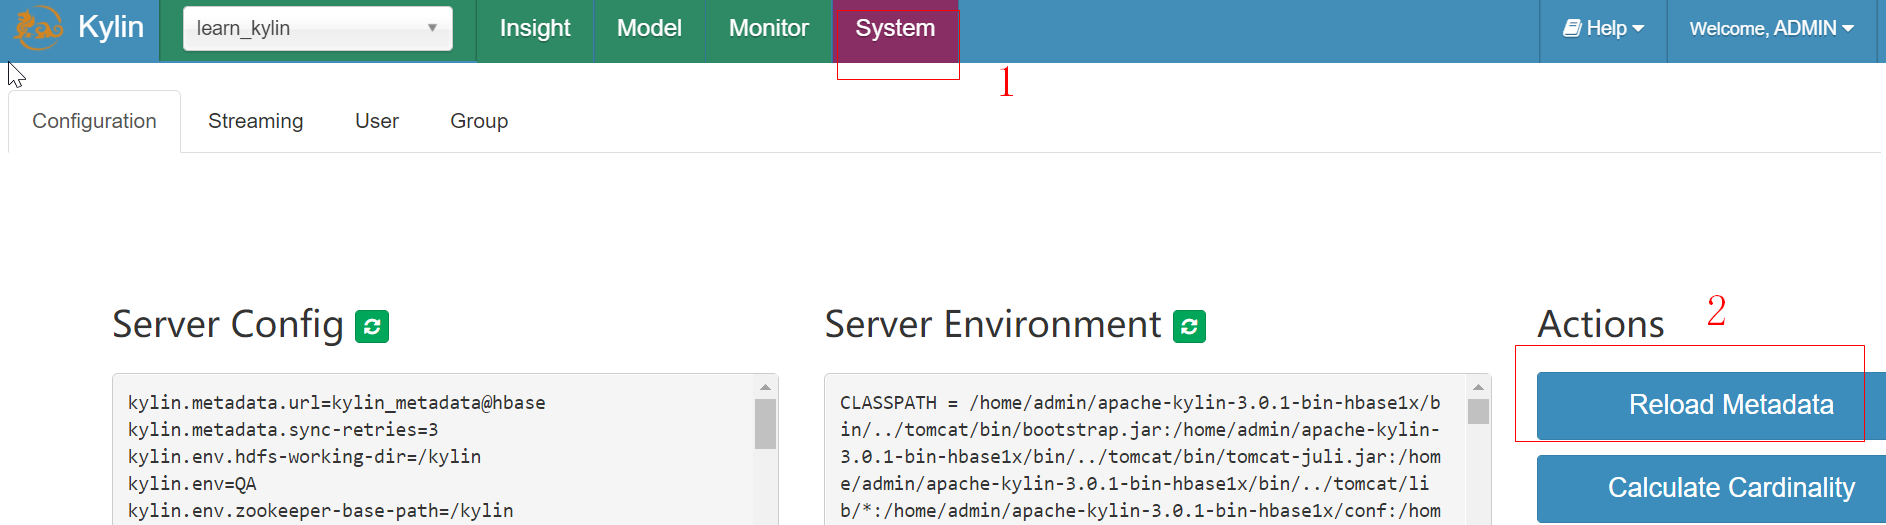 Kylin
learn_kylin
Insight
Model
Monitor
System
Help
Welcome, ADMIN
1
Configuration
Streaming
User
Group
Server Config
Server Environment
Actions
2
kylin.metadata.url=kylin_metadata@hbase
kylin.metadata.sync-retries=3
kylin.env.hdfs-working-dir=/kylin
kylin.env=QA
kylin.env.zookeeper-base-path=/kylin
CLASSPATH = /home/admin/apache-kylin-3.0.1-bin-hbase1x/b
in/../tomcat/bin/bootstrap.jar:/home/admin/apache-kylin-
3.0.1-bin-hbase1x/bin/../tomcat/bin/tomcat-juli.jar:/hom
e/admin/apache-kylin-3.0.1-bin-hbase1x/bin/../tomcat/li
b/*:/home/admin/apache-kylin-3.0.1-bin-hbase1x/conf:/hom
Reload Metadata
Calculate Cardinality